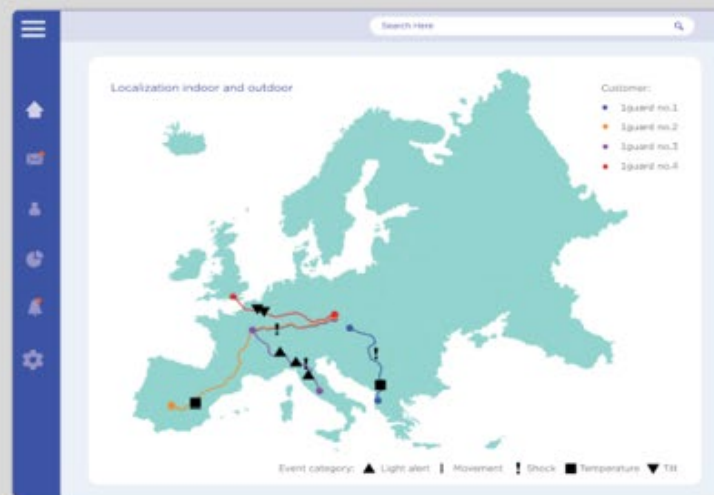 Search Here
Localization indoor and outdoor
Customer:
1guard no.1
1guard no.2
1guard no.3
1guard no.4
Event category: Light alert Movement Shock Temperature Tilt